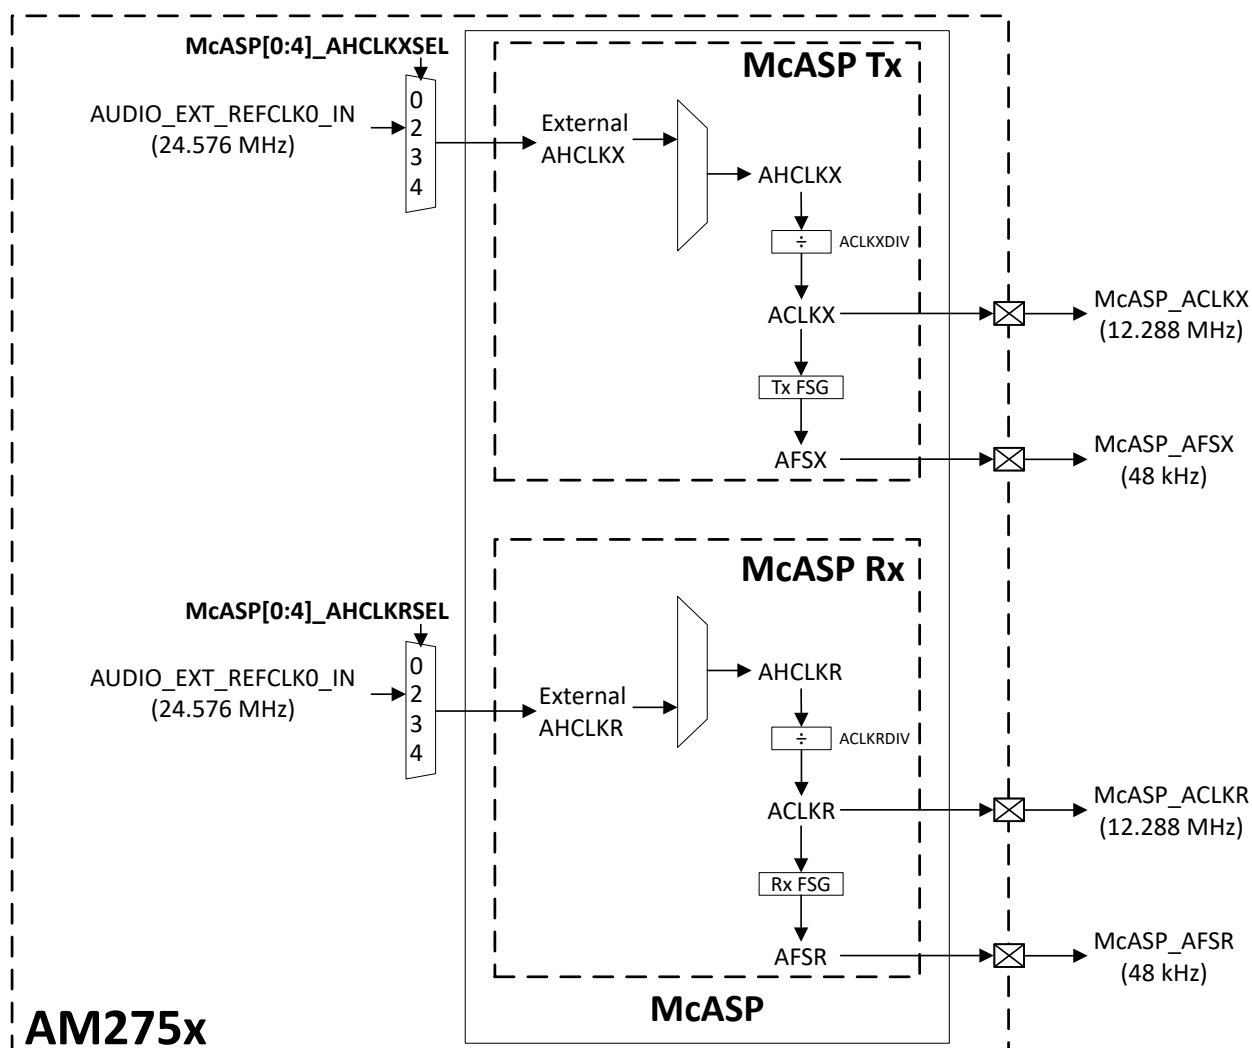 McASP[0:4]_AHCLKXSEL
McASP Tx
AUDIO_EXT_REFCLK0_IN
(24.576 MHz)
0
2
3
4
External
AHCLKX
AHCLKX
÷
ACLKXDIV
ACLKX
McASP_ACLKX
(12.288 MHz)
Tx FSG
AFSX
McASP_AFSX
(48 kHz)
McASP Rx
McASP[0:4]_AHCLKRSEL
AUDIO_EXT_REFCLK0_IN
(24.576 MHz)
0
2
3
4
External
AHCLKR
AHCLKR
÷
ACLKRDIV
ACLKR
McASP_ACLKR
(12.288 MHz)
Rx FSG
AFSR
McASP_AFSR
(48 kHz)
McASP
AM275x